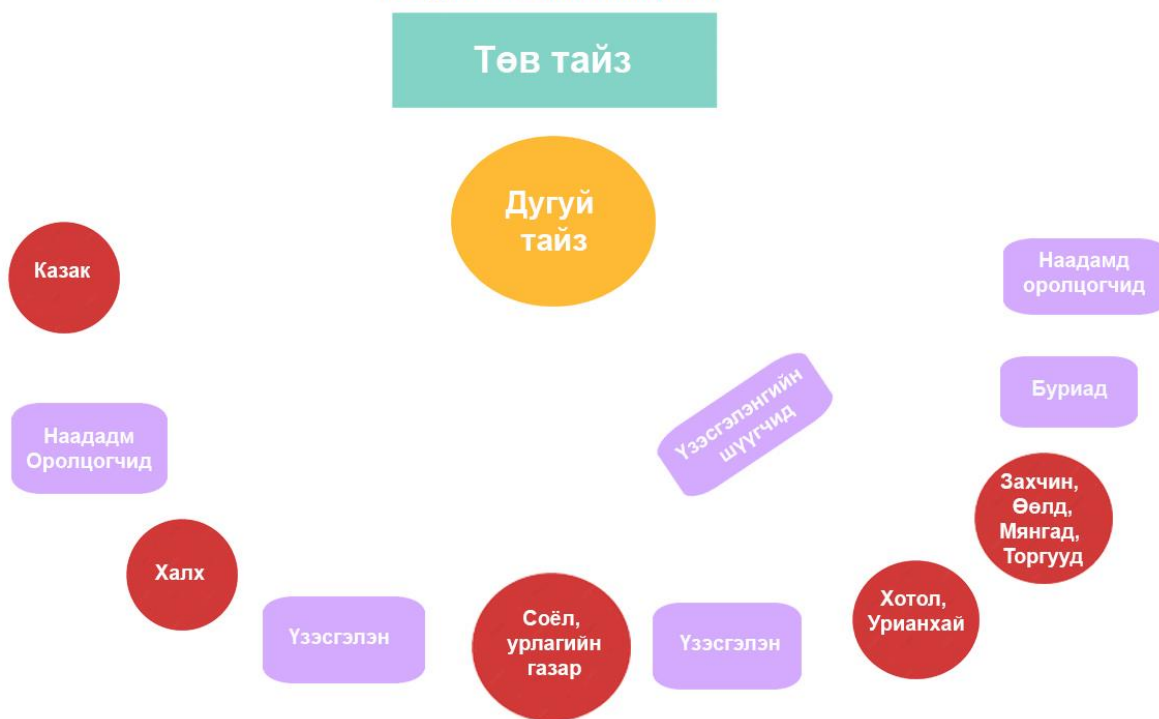 Төв тайз
Дугуй
тайз
Казак
Наадамд
оролцогчид
Үзэсгэлэнгийн
шүүгчид
Буриад
Наададм
Оролцогчид
Захчин,
Өөлд,
Мянгад,
Торгууд
Халх
Үзэсгэлэн
Соёл,
урлагийн
газар
Үзэсгэлэн
Хотол,
Урианхай